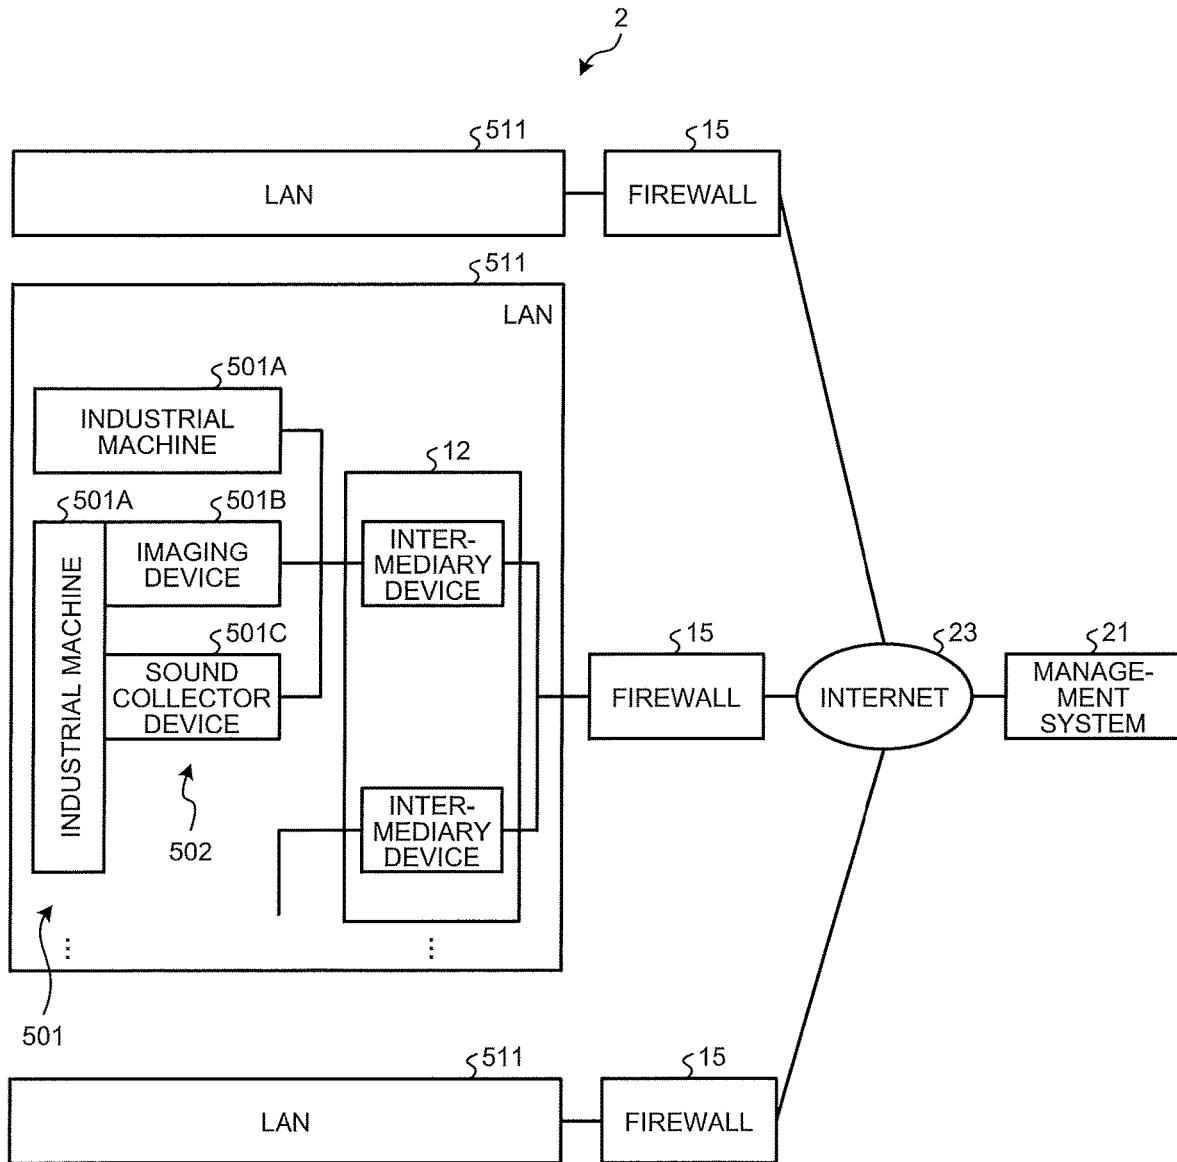 2
511
15
LAN
FIREWALL
511
LAN
501A
INDUSTRIAL
MACHINE
12
501A
501B
INDUSTRIAL MACHINE
IMAGING
DEVICE
INTER-
MEDIARY
DEVICE
501C
SOUND
COLLECTOR
DEVICE
15
FIREWALL
23
INTERNET
21
MANAGE-
MENT
SYSTEM
502
INTER-
MEDIARY
DEVICE
...
...
501
511
15
LAN
FIREWALL